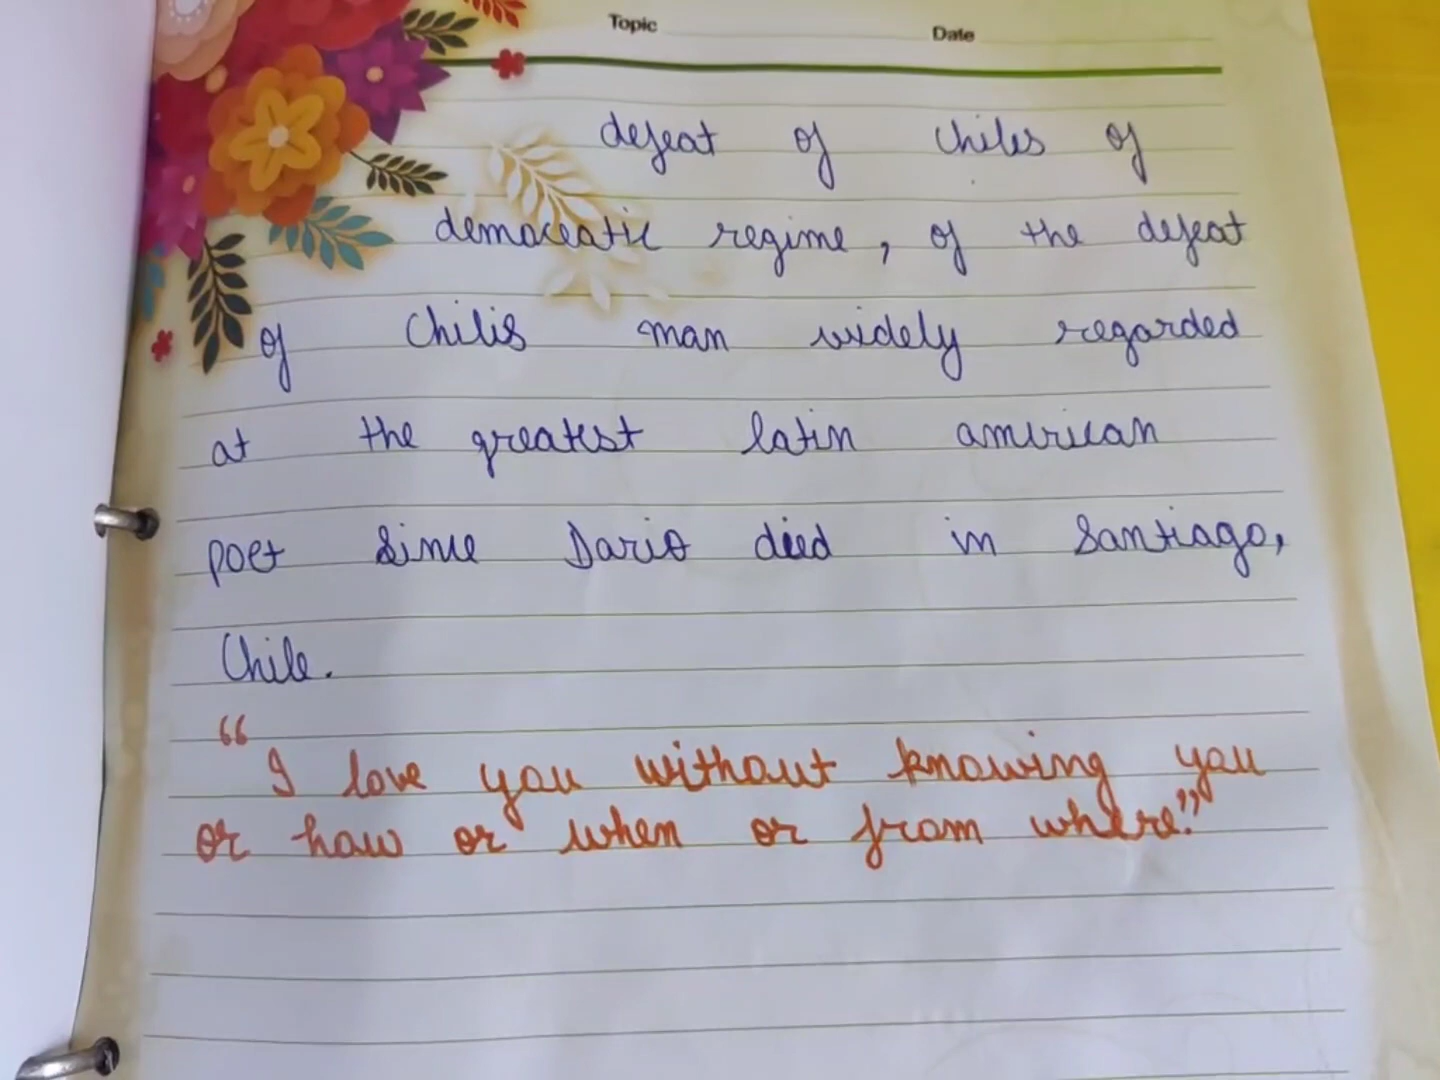 Topic Date
defeat of Chiles of
democratic regime, of the defeat
of Chilis man widely regarded
at the greatest latin american
poet Since Dario died in Santiago,
Chile.
“I love you without knowing you
or how or when or from where.”